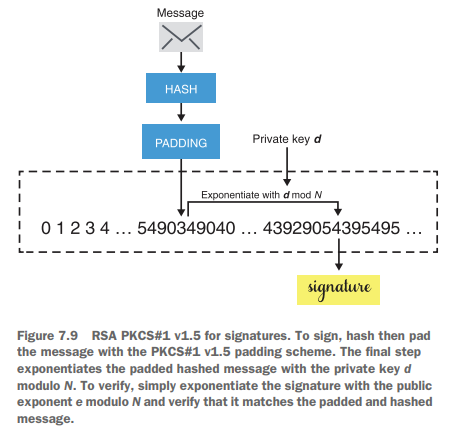 Message
HASH
PADDING
Private key d
Exponentiate with d mod N
0 1 2 3 4 ... 5490349040 ... 43929054395495 ...
signature
Figure 7.9 RSA PKCS#1 v1.5 for signatures. To sign, hash then pad
the message with the PKCS#1 v1.5 padding scheme. The final step
exponentiates the padded hashed message with the private key d
modulo N. To verify, simply exponentiate the signature with the public
exponent e modulo N and verify that it matches the padded and hashed
message.